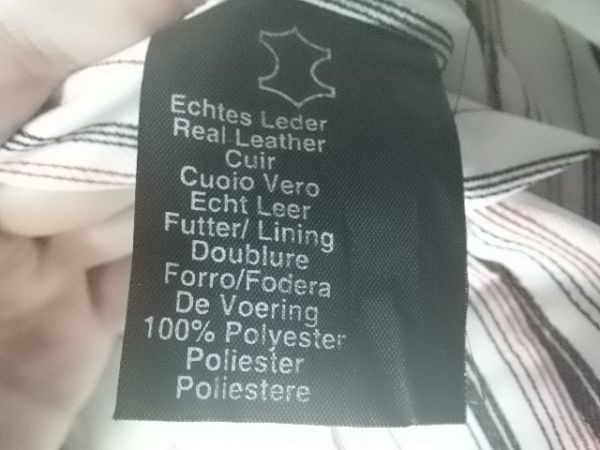 Echtes Leder
Real Leather
Cuir
Cuoio Vero
Echt Leer
Futter/ Lining
Doublure
Forro/Fodera
De Voering
100% Polyester
Poliester
Poliestere